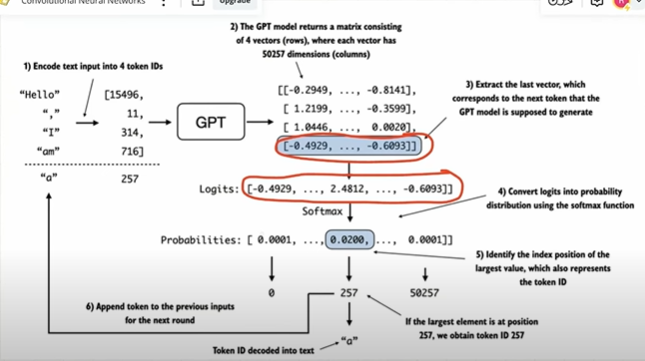 Convolutional Neural Networks
Upgrade
2) The GPT model returns a matrix consisting
of 4 vectors (rows), where each vector has
50257 dimensions (columns)
1) Encode text input into 4 token IDs
"Hello" [15496,
"," 11,
"I" 314,
"am" 716]
"a" 257
GPT
[[-0.2949, ..., -0.8141],
[ 1.2199, ..., -0.3599],
[ 1.0446, ..., 0.0020],
[-0.4929, ..., -0.6093]]
3) Extract the last vector, which
corresponds to the next token that the
GPT model is supposed to generate
Logits: [-0.4929, ..., 2.4812, ..., -0.6093]]
Softmax
4) Convert logits into probability
distribution using the softmax function
Probabilities: [ 0.0001, ..., 0.0200, ..., 0.0001]]
5) Identify the index position of the
largest value, which also represents
the token ID
0 257 50257
6) Append token to the previous inputs
for the next round
If the largest element is at position
257, we obtain token ID 257
Token ID decoded into text
"a"